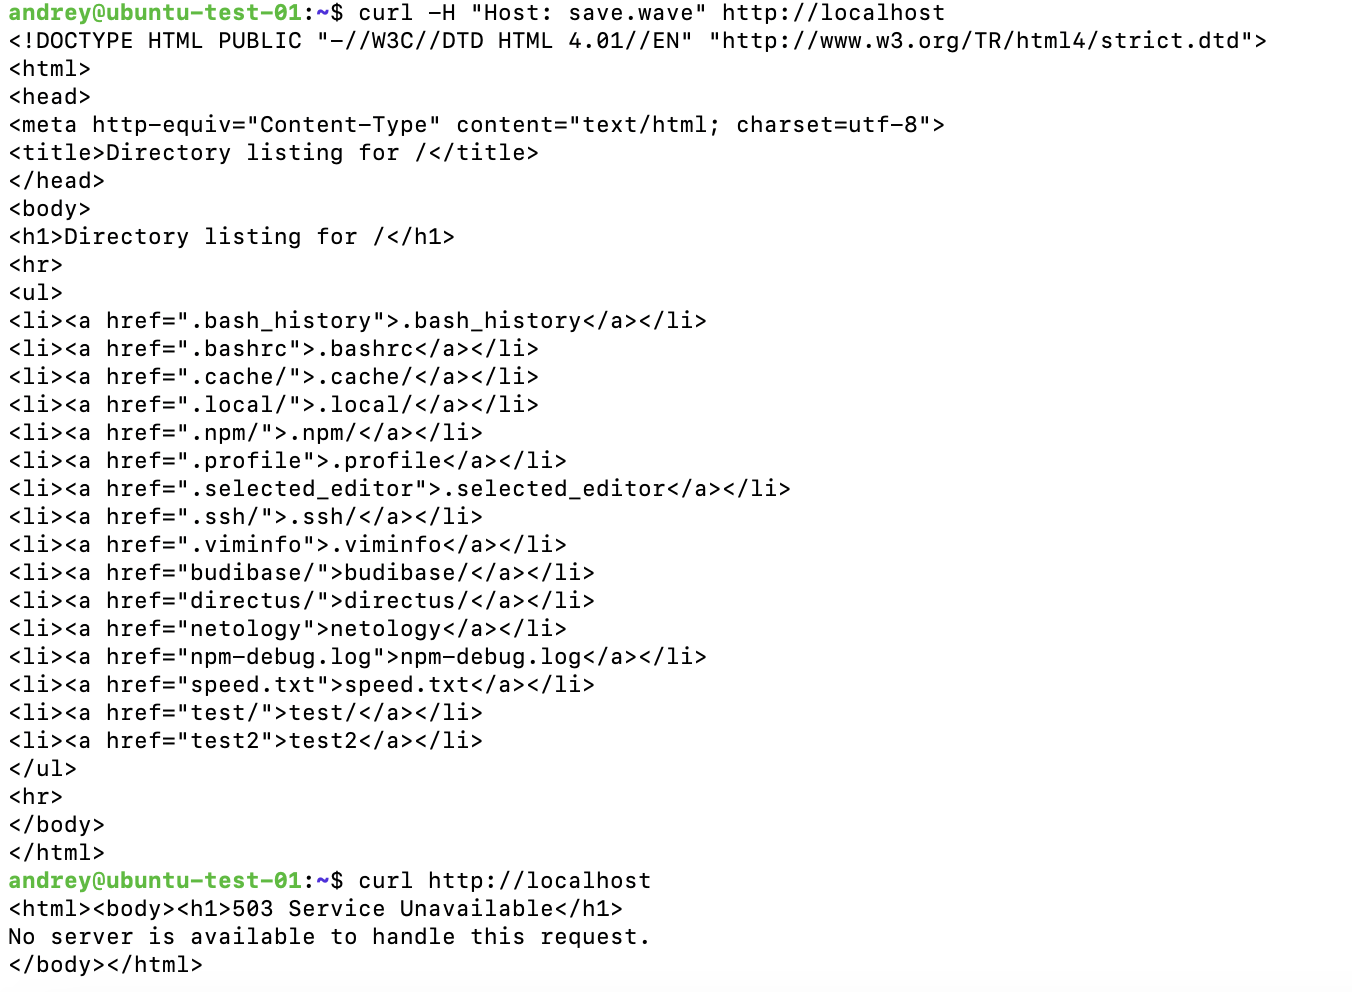 andrey@ubuntu-test-01:~$ curl -H "Host: save.wave" http://localhost
<!DOCTYPE HTML PUBLIC "-//W3C//DTD HTML 4.01//EN" "http://www.w3.org/TR/html4/strict.dtd">
<html>
<head>
<meta http-equiv="Content-Type" content="text/html; charset=utf-8">
<title>Directory listing for /</title>
</head>
<body>
<h1>Directory listing for /</h1>
<hr>
<ul>
<li><a href=".bash_history">.bash_history</a></li>
<li><a href=".bashrc">.bashrc</a></li>
<li><a href=".cache/">.cache/</a></li>
<li><a href=".local/">.local/</a></li>
<li><a href=".npm/">.npm/</a></li>
<li><a href=".profile">.profile</a></li>
<li><a href=".selected_editor">.selected_editor</a></li>
<li><a href=".ssh/">.ssh/</a></li>
<li><a href=".viminfo">.viminfo</a></li>
<li><a href="budibase/">budibase/</a></li>
<li><a href="directus/">directus/</a></li>
<li><a href="netology">netology</a></li>
<li><a href="npm-debug.log">npm-debug.log</a></li>
<li><a href="speed.txt">speed.txt</a></li>
<li><a href="test/">test/</a></li>
<li><a href="test2">test2</a></li>
</ul>
<hr>
</body>
</html>
andrey@ubuntu-test-01:~$ curl http://localhost
<html><body><h1>503 Service Unavailable</h1>
No server is available to handle this request.
</body></html>